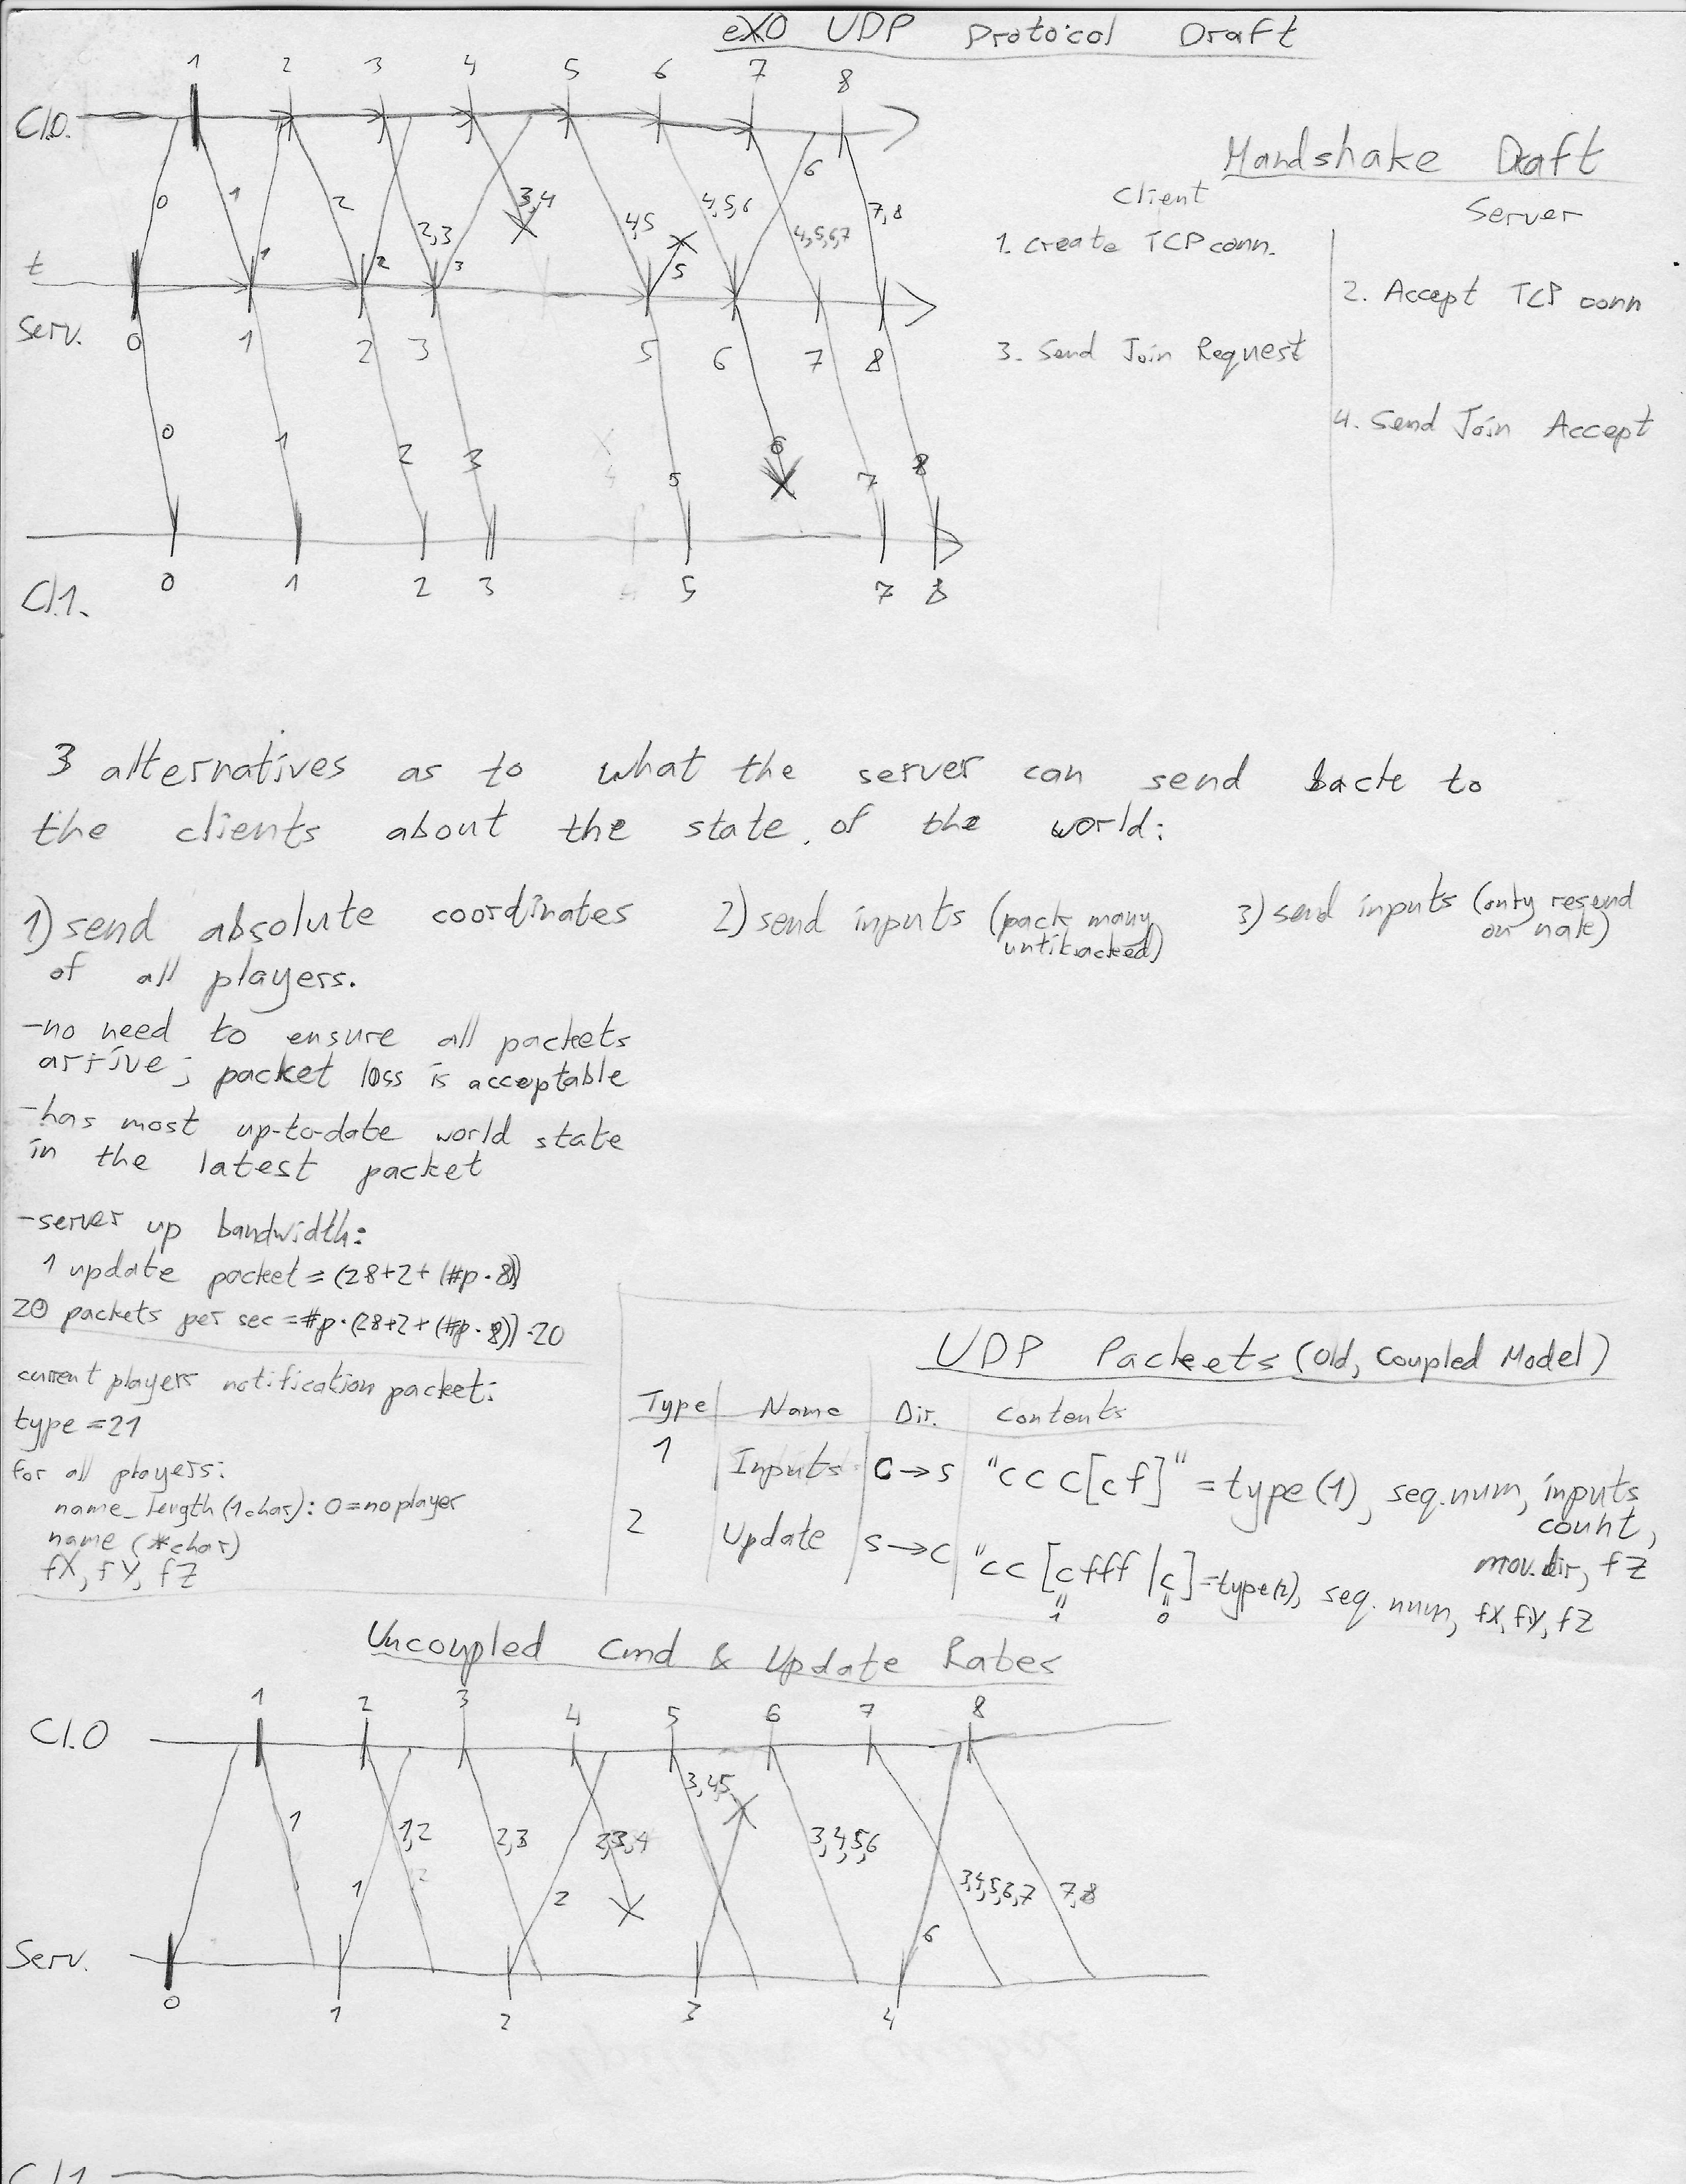 eX0 UDP Protocol Draft
1 2 3 4 5 6 7 8
Cl.0.
0 1 2 2,3 3,4 4,5 4,5,6 6 4,5,6,7 7,8
t
1 2 3 5
Serv.
0 1 2 3 5 6 7 8
0 1 2 3 5 6 7 8
0 1 2 3 5 7 8
Cl.1.
Handshake Draft
Client
Server
1. Create TCP conn.
2. Accept TCP conn
3. Send Join Request
4. Send Join Accept
3 alternatives as to what the server can send back to
the clients about the state of the world:
1) send absolute coordinates
of all players.
-no need to ensure all packets
arrive; packet loss is acceptable
-has most up-to-date world state
in the latest packet
-server up bandwidth:
1 update packet = (28+2+(#p·8))
20 packets per sec = #p·(28+2+(#p·8))·20
2) send inputs (pack many
until acked)
3) send inputs (only resend
on nak)
current players notification packet:
type = 21
for all players:
name_length (1 char): 0 = no player
name (*char)
fX, fY, fZ
UDP Packets (Old, Coupled Model)
Type Name Dir. Contents
1 Inputs C→S "ccc[cf]" = type(1), seq.num, inputs
count,
mov.dir, fZ
2 Update S→C "cc[cfff|c] = type(2), seq. num, fX, fY, fZ
"1 "0
Uncoupled Cmd & Update Rates
1 2 3 4 5 6 7 8
Cl.0
3,4,5
1 1,2 2,3 2,3,4 3,4,5,6
1 2 2 6 3,4,5,6,7 7,8
Serv.
0 1 2 3 4
Cl.1